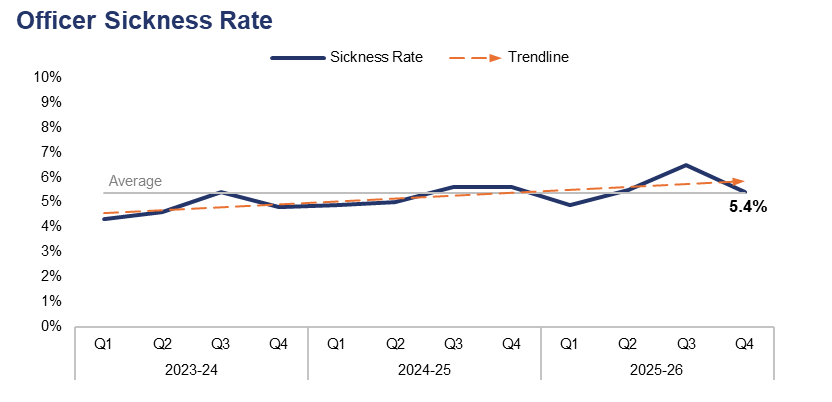 Officer Sickness Rate
Sickness Rate Trendline
10%
9%
8%
7%
6%
5%
4%
3%
2%
1%
0%
Average
5.4%
Q1 Q2 Q3 Q4 Q1 Q2 Q3 Q4 Q1 Q2 Q3 Q4
2023-24 2024-25 2025-26